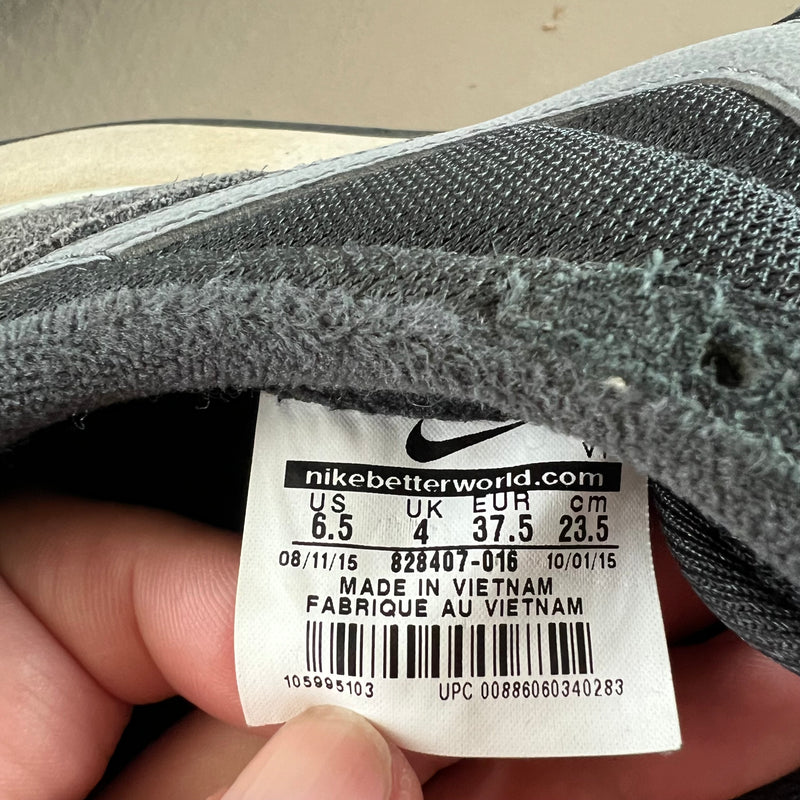 VI
nikebetterworld.com
US UK EUR cm
6.5 4 37.5 23.5
08/11/15 828407-016 10/01/15
MADE IN VIETNAM
FABRIQUE AU VIETNAM
105995103 UPC 00886060340283